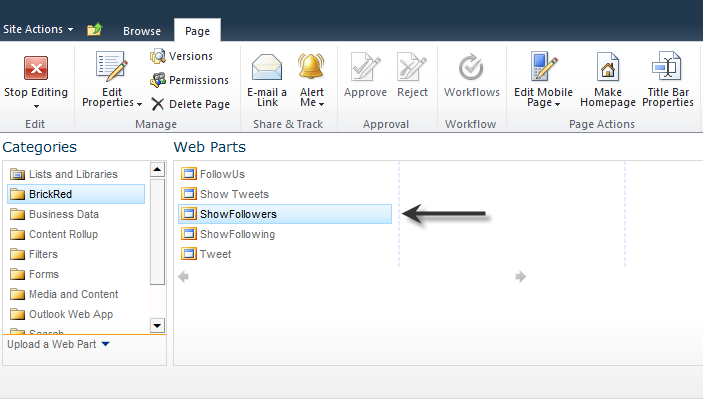 Site Actions Browse Page
Stop Editing
Edit
Edit Properties
Versions
Permissions
Delete Page
Manage
E-mail a Link
Alert Me
Share & Track
Approve
Reject
Approval
Workflows
Workflow
Edit Mobile Page
Make Homepage
Title Bar Properties
Page Actions
Categories
Lists and Libraries
BrickRed
Business Data
Content Rollup
Filters
Forms
Media and Content
Outlook Web App
Search
Upload a Web Part
Web Parts
FollowUs
Show Tweets
ShowFollowers
ShowFollowing
Tweet